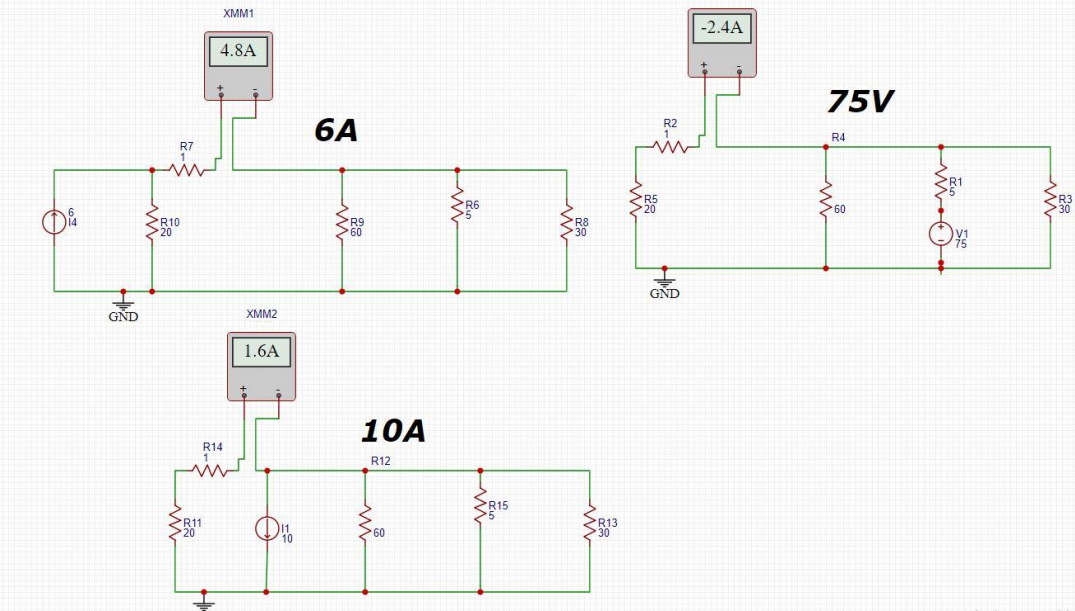 XMM1
4.8A
+ -
6A
R7
1
6
I4
R10
20
R9
60
R6
5
R8
30
GND
-2.4A
+ -
75V
R2
1
R4
R5
20
60
R1
5
+
-
V1
75
R3
30
GND
XMM2
1.6A
+ -
10A
R14
1
R12
R11
20
I1
10
60
R15
5
R13
30